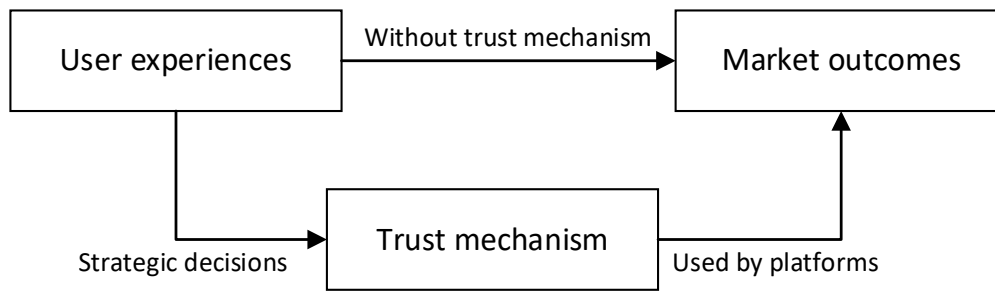 User experiences
Without trust mechanism
Market outcomes
Trust mechanism
Strategic decisions
Used by platforms